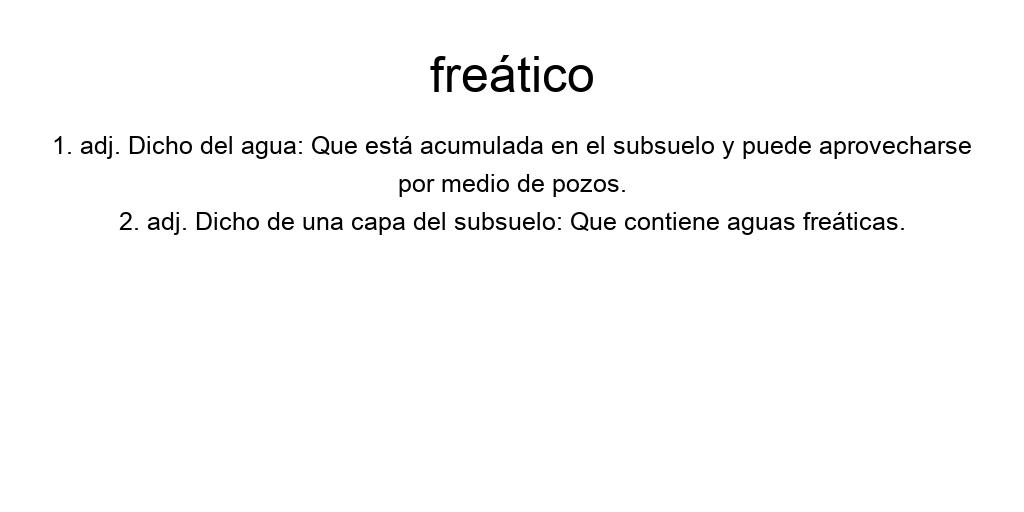 freático
1. adj. Dicho del agua: Que está acumulada en el subsuelo y puede aprovecharse
por medio de pozos.
2. adj. Dicho de una capa del subsuelo: Que contiene aguas freáticas.